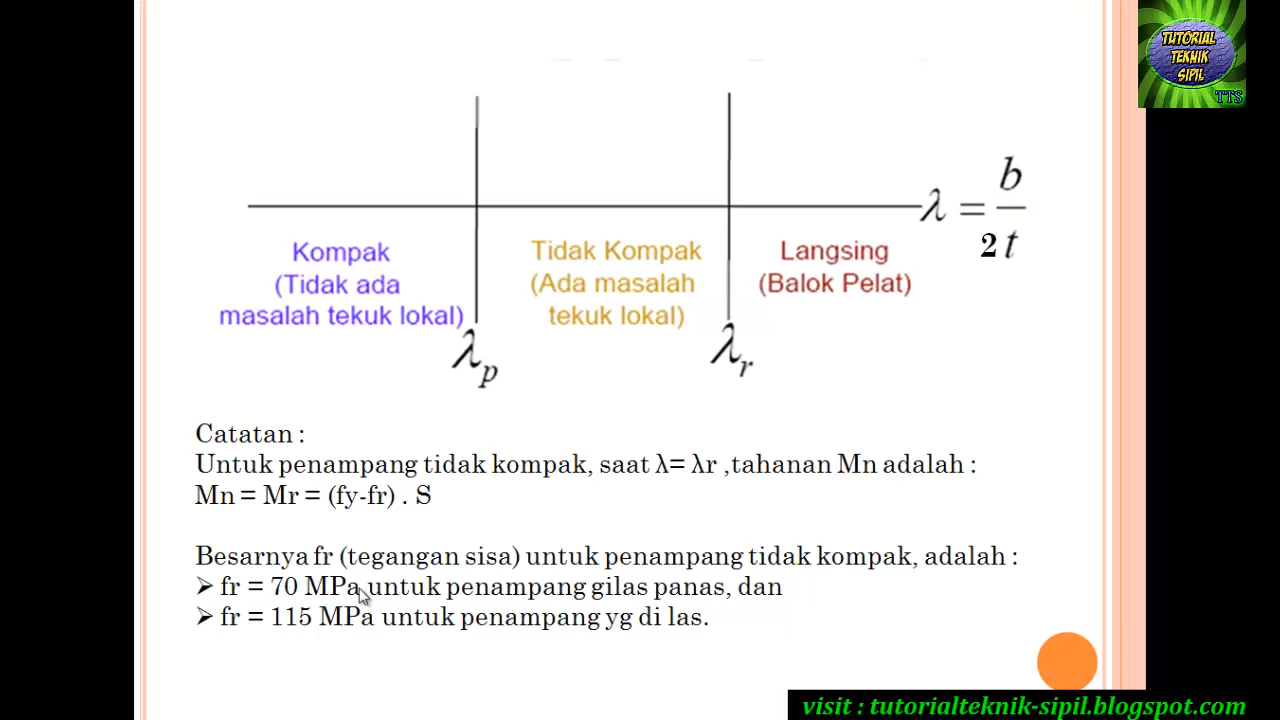 TUTORIAL
TEKNIK
SIPIL
TTS
λ = b
2 t
Kompak
(Tidak ada
masalah tekuk lokal)
Tidak Kompak
(Ada masalah
tekuk lokal)
Langsing
(Balok Pelat)
λp
λr
Catatan :
Untuk penampang tidak kompak, saat λ= λr ,tahanan Mn adalah :
Mn = Mr = (fy-fr) . S
Besarnya fr (tegangan sisa) untuk penampang tidak kompak, adalah :
➢ fr = 70 MPa untuk penampang gilas panas, dan
➢ fr = 115 MPa untuk penampang yg di las.
visit : tutorialteknik-sipil.blogspot.com